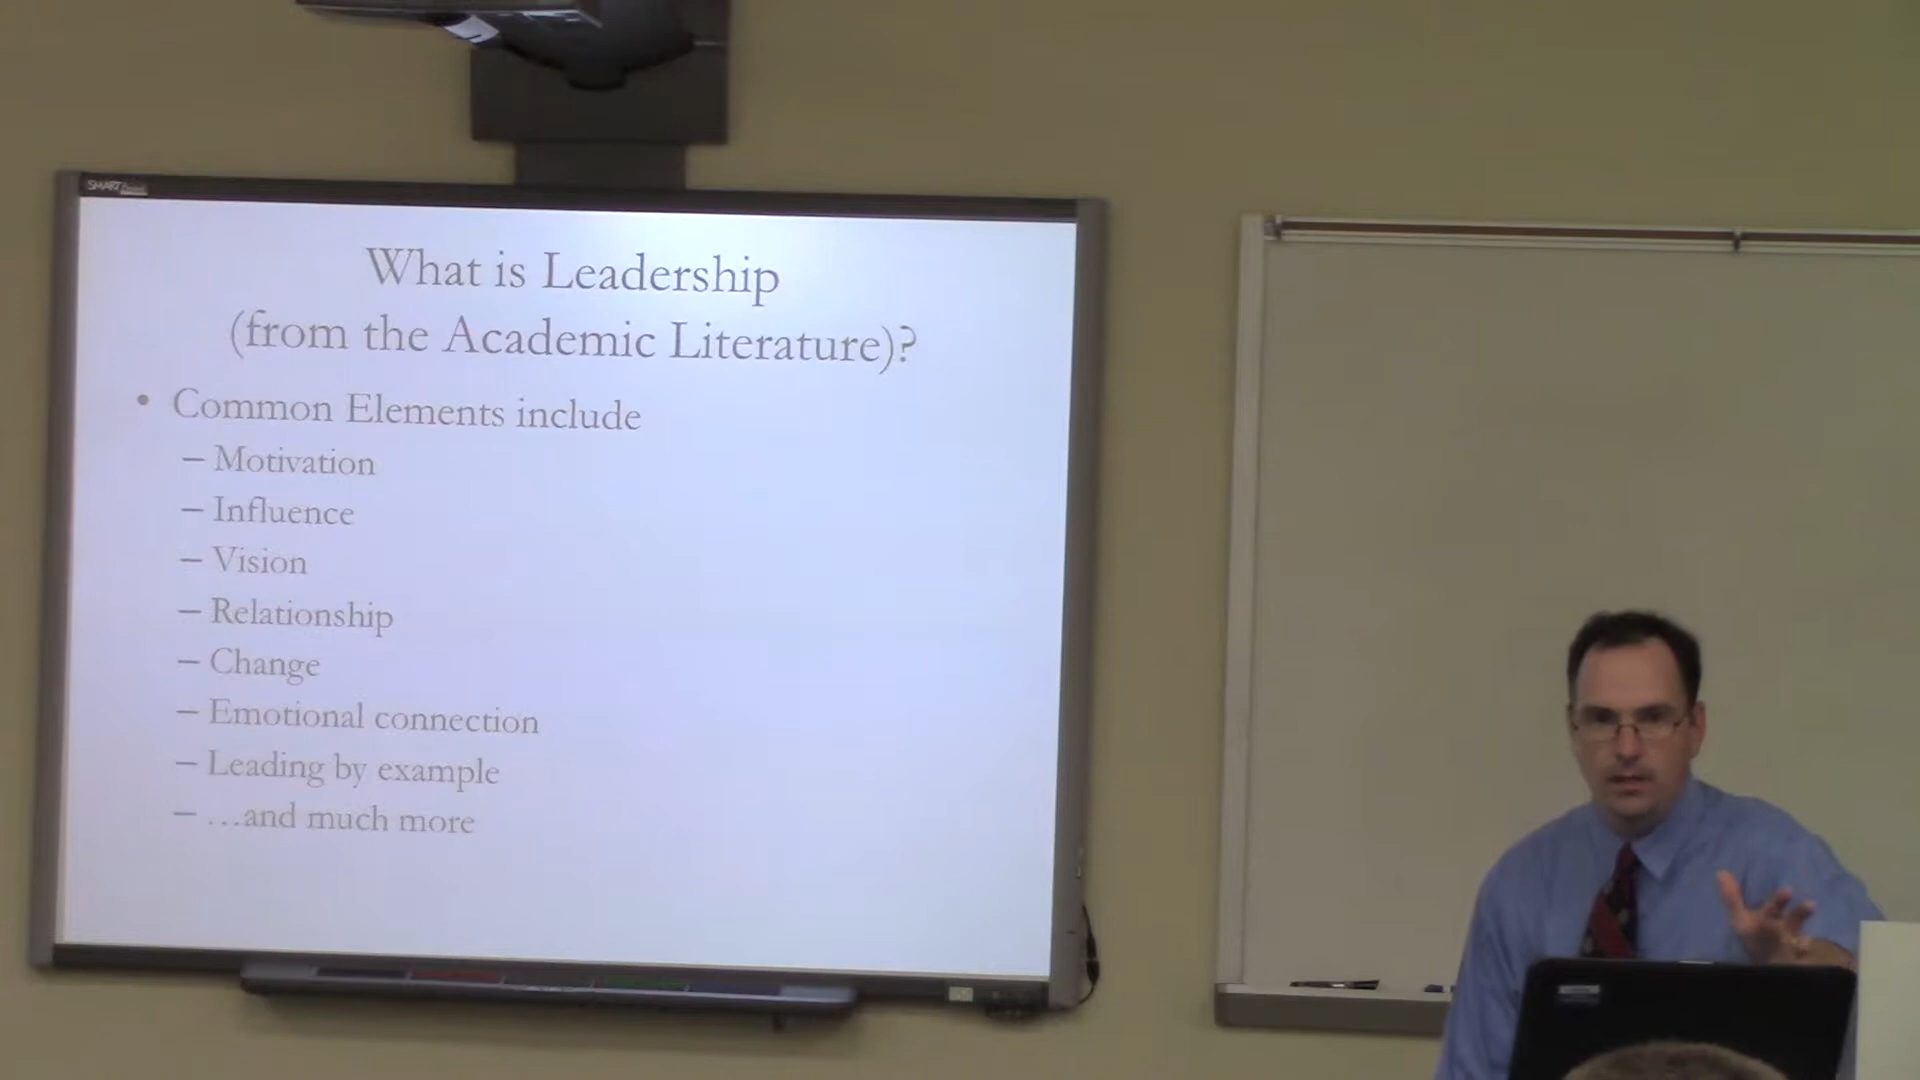 SMART
What is Leadership
(from the Academic Literature)?
• Common Elements include
– Motivation
– Influence
– Vision
– Relationship
– Change
– Emotional connection
– Leading by example
– …and much more